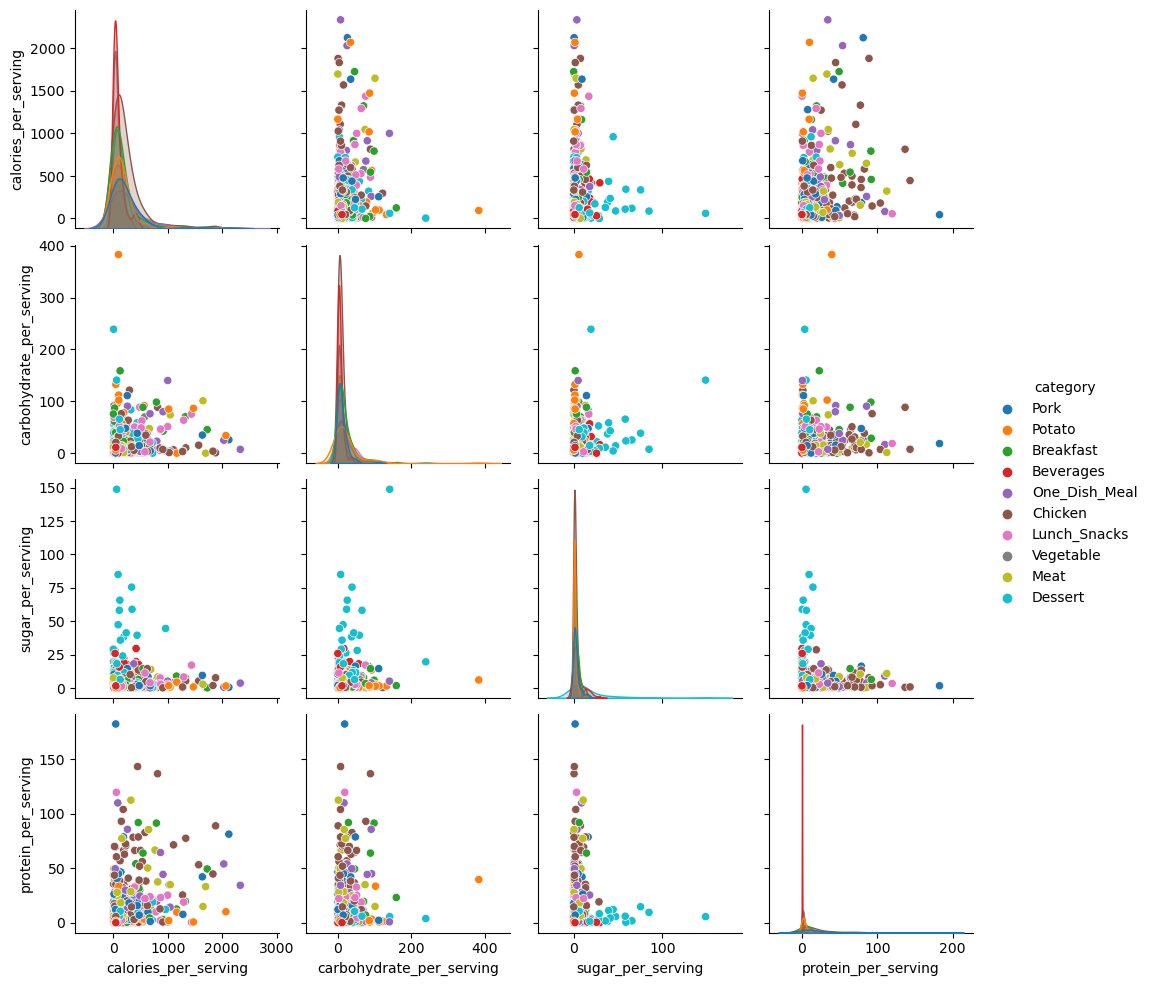 calories_per_serving
2000
1500
1000
500
0
carbohydrate_per_serving
400
300
200
100
0
sugar_per_serving
150
125
100
75
50
25
0
protein_per_serving
150
100
50
0
0 1000 2000 3000
calories_per_serving
0 200 400
carbohydrate_per_serving
0 100
sugar_per_serving
0 100 200
protein_per_serving
category
Pork
Potato
Breakfast
Beverages
One_Dish_Meal
Chicken
Lunch_Snacks
Vegetable
Meat
Dessert